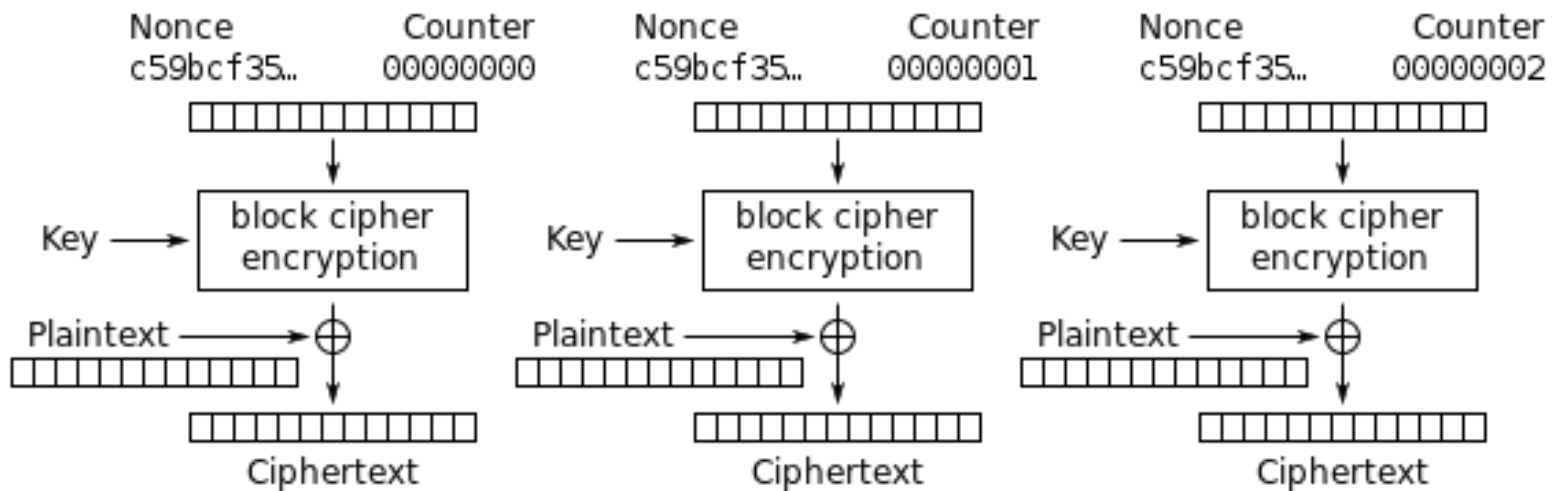 Nonce Counter Nonce Counter Nonce Counter
c59bcf35… 00000000 c59bcf35… 00000001 c59bcf35… 00000002
block cipher block cipher block cipher
Key encryption Key encryption Key encryption
Plaintext Plaintext Plaintext
Ciphertext Ciphertext Ciphertext